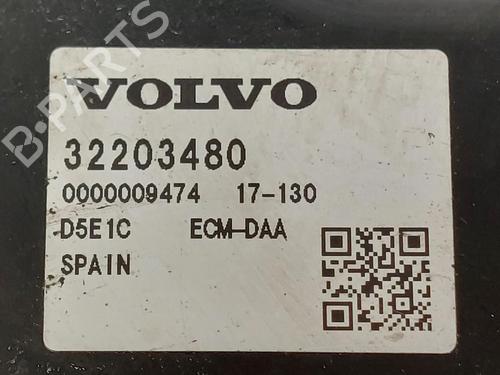 B-PARTS
VOLVO
32203480
0000009474 17-130
D5E1C ECM-DAA
SPAIN